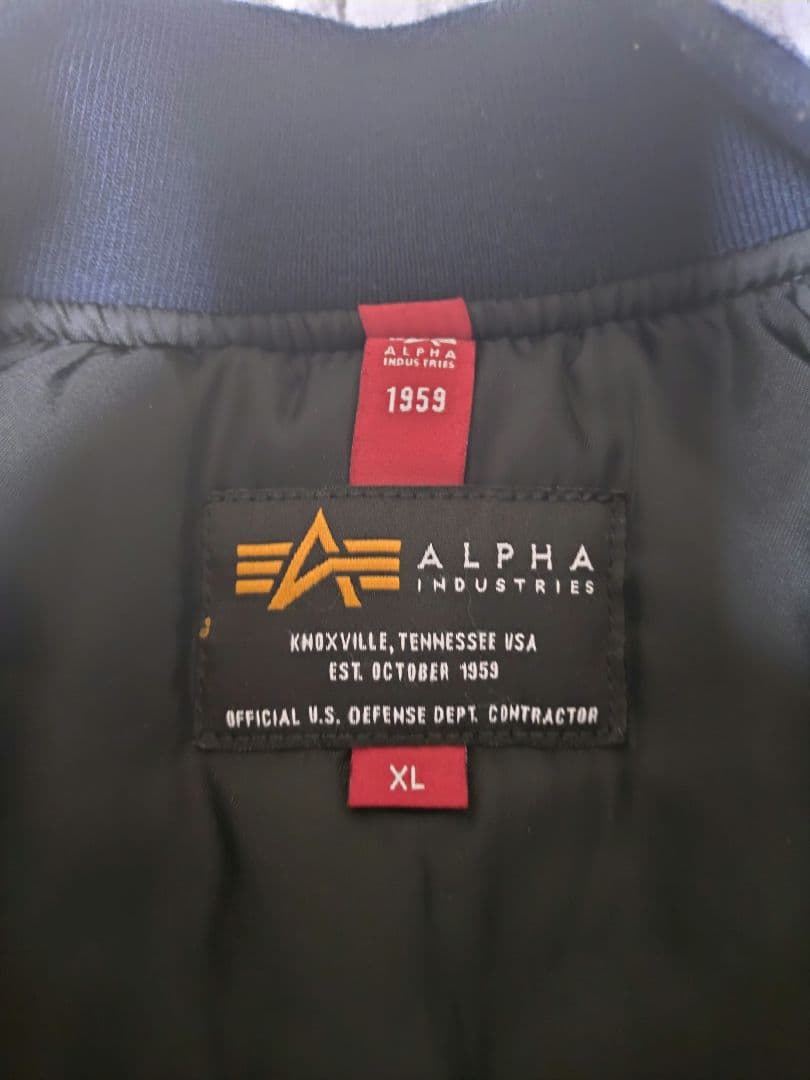 ALPHA
INDUSTRIES
1959
ALPHA
INDUSTRIES
KNOXVILLE, TENNESSEE USA
EST. OCTOBER 1959
OFFICIAL U.S. DEFENSE DEPT. CONTRACTOR
XL